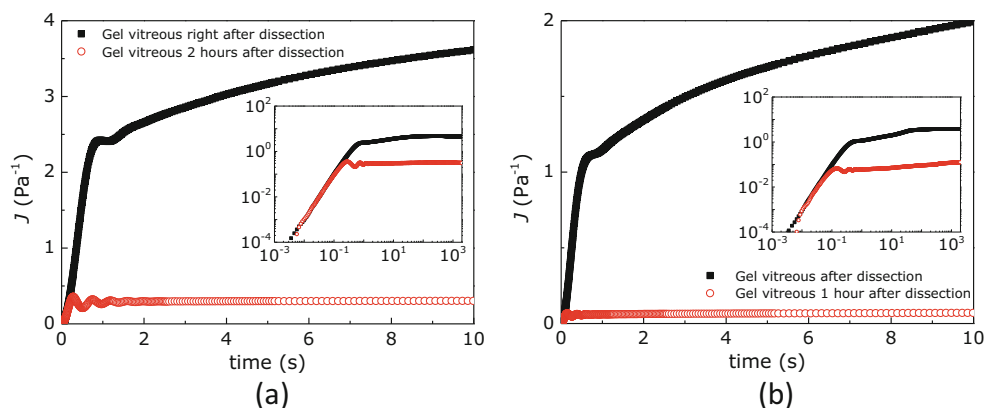 4
3
2
1
0
J (Pa⁻¹)
Gel vitreous right after dissection
Gel vitreous 2 hours after dissection
10²
10⁰
10⁻²
10⁻⁴
10⁻³ 10⁻¹ 10¹ 10³
0 2 4 6 8 10
time (s)
(a)
2
1
0
J (Pa⁻¹)
10²
10⁰
10⁻²
10⁻⁴
10⁻³ 10⁻¹ 10¹ 10³
Gel vitreous after dissection
Gel vitreous 1 hour after dissection
0 2 4 6 8 10
time (s)
(b)